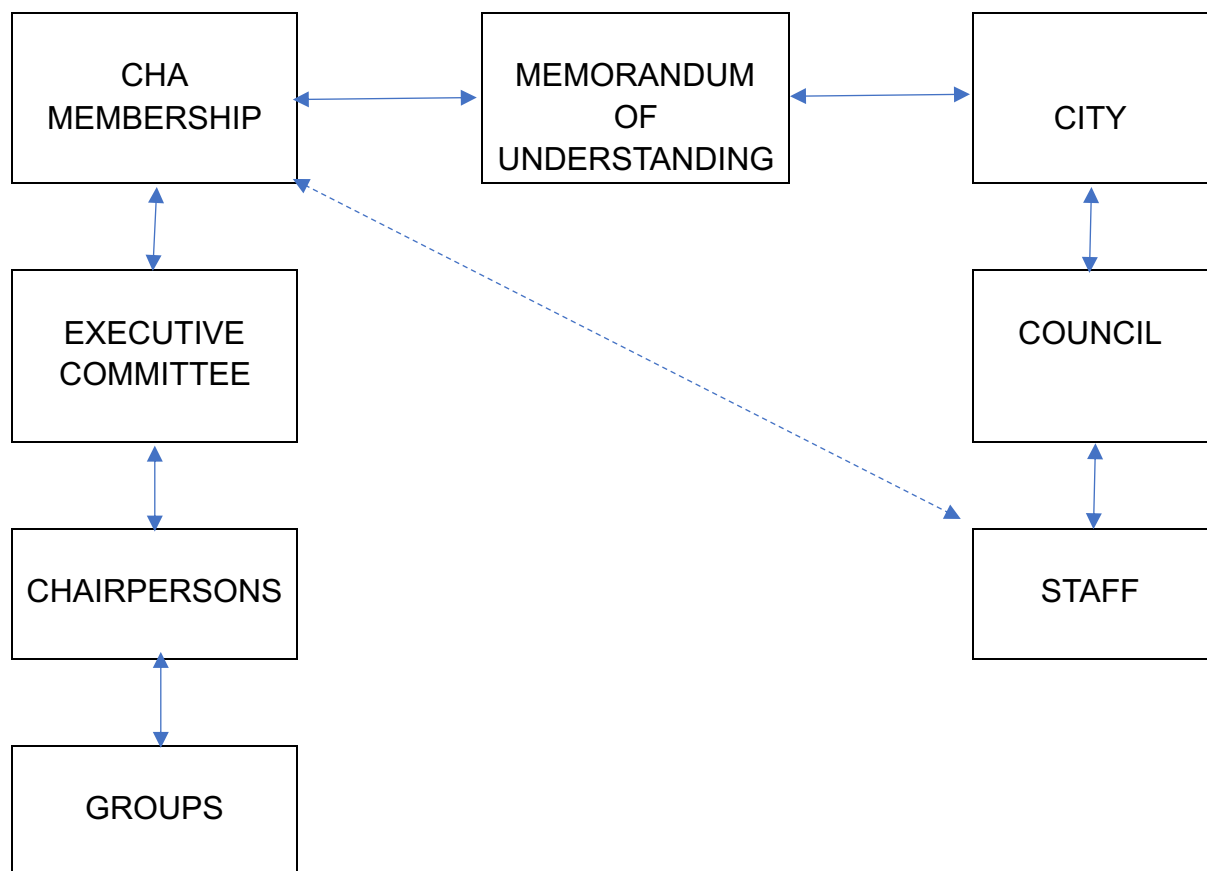 CHA
MEMBERSHIP
MEMORANDUM
OF
UNDERSTANDING
CITY
EXECUTIVE
COMMITTEE
COUNCIL
CHAIRPERSONS
STAFF
GROUPS